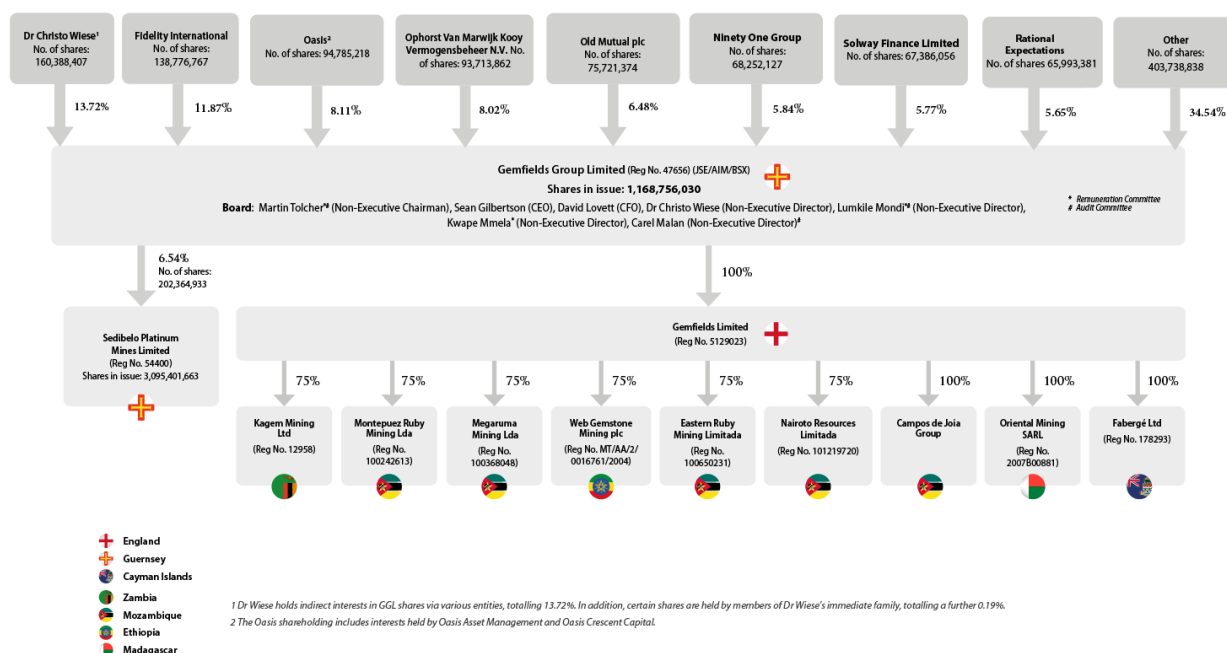 Dr Christo Wiese¹
No. of shares:
160,388,407
Fidelity International
No. of shares:
138,776,767
Oasis²
No. of shares: 94,785,218
Ophorst Van Marwijk Kooy
Vermogensbeheer N.V. No.
of shares: 93,713,862
Old Mutual plc
No. of shares:
75,721,374
Ninety One Group
No. of shares:
68,252,127
Solway Finance Limited
No. of shares: 67,386,056
Rational
Expectations
No. of shares 65,993,381
Other
No. of shares:
403,738,838
13.72%
11.87%
8.11%
8.02%
6.48%
5.84%
5.77%
5.65%
34.54%
Gemfields Group Limited (Reg No. 47656) (JSE/AIM/BSX)
Shares in issue: 1,168,756,030
Board: Martin Tolcher*# (Non-Executive Chairman), Sean Gilbertson (CEO), David Lovett (CFO), Dr Christo Wiese (Non-Executive Director), Lumkile Mondi*# (Non-Executive Director),
Kwape Mmela* (Non-Executive Director), Carel Malan (Non-Executive Director)#
* Remuneration Committee
# Audit Committee
6.54%
No. of shares:
202,364,933
100%
Sedibelo Platinum
Mines Limited
(Reg No. 54400)
Shares in issue: 3,095,401,663
Gemfields Limited
(Reg No. 5129023)
75%
75%
75%
75%
75%
75%
100%
100%
100%
Kagem Mining
Ltd
(Reg No. 12958)
Montepuez Ruby
Mining Lda
(Reg No.
100242613)
Megaruma
Mining Lda
(Reg No.
100368048)
Web Gemstone
Mining plc
(Reg No. MT/AA/2/
0016761/2004)
Eastern Ruby
Mining Limitada
(Reg No.
100650231)
Nairoto Resources
Limitada
(Reg No. 101219720)
Campos de Joia
Group
Oriental Mining
SARL
(Reg No.
2007B00881)
Fabergé Ltd
(Reg No. 178293)
England
Guernsey
Cayman Islands
Zambia
Mozambique
Ethiopia
Madagascar
1 Dr Wiese holds indirect interests in GGL shares via various entities, totalling 13.72%. In addition, certain shares are held by members of Dr Wiese's immediate family, totalling a further 0.19%.
2 The Oasis shareholding includes interests held by Oasis Asset Management and Oasis Crescent Capital.